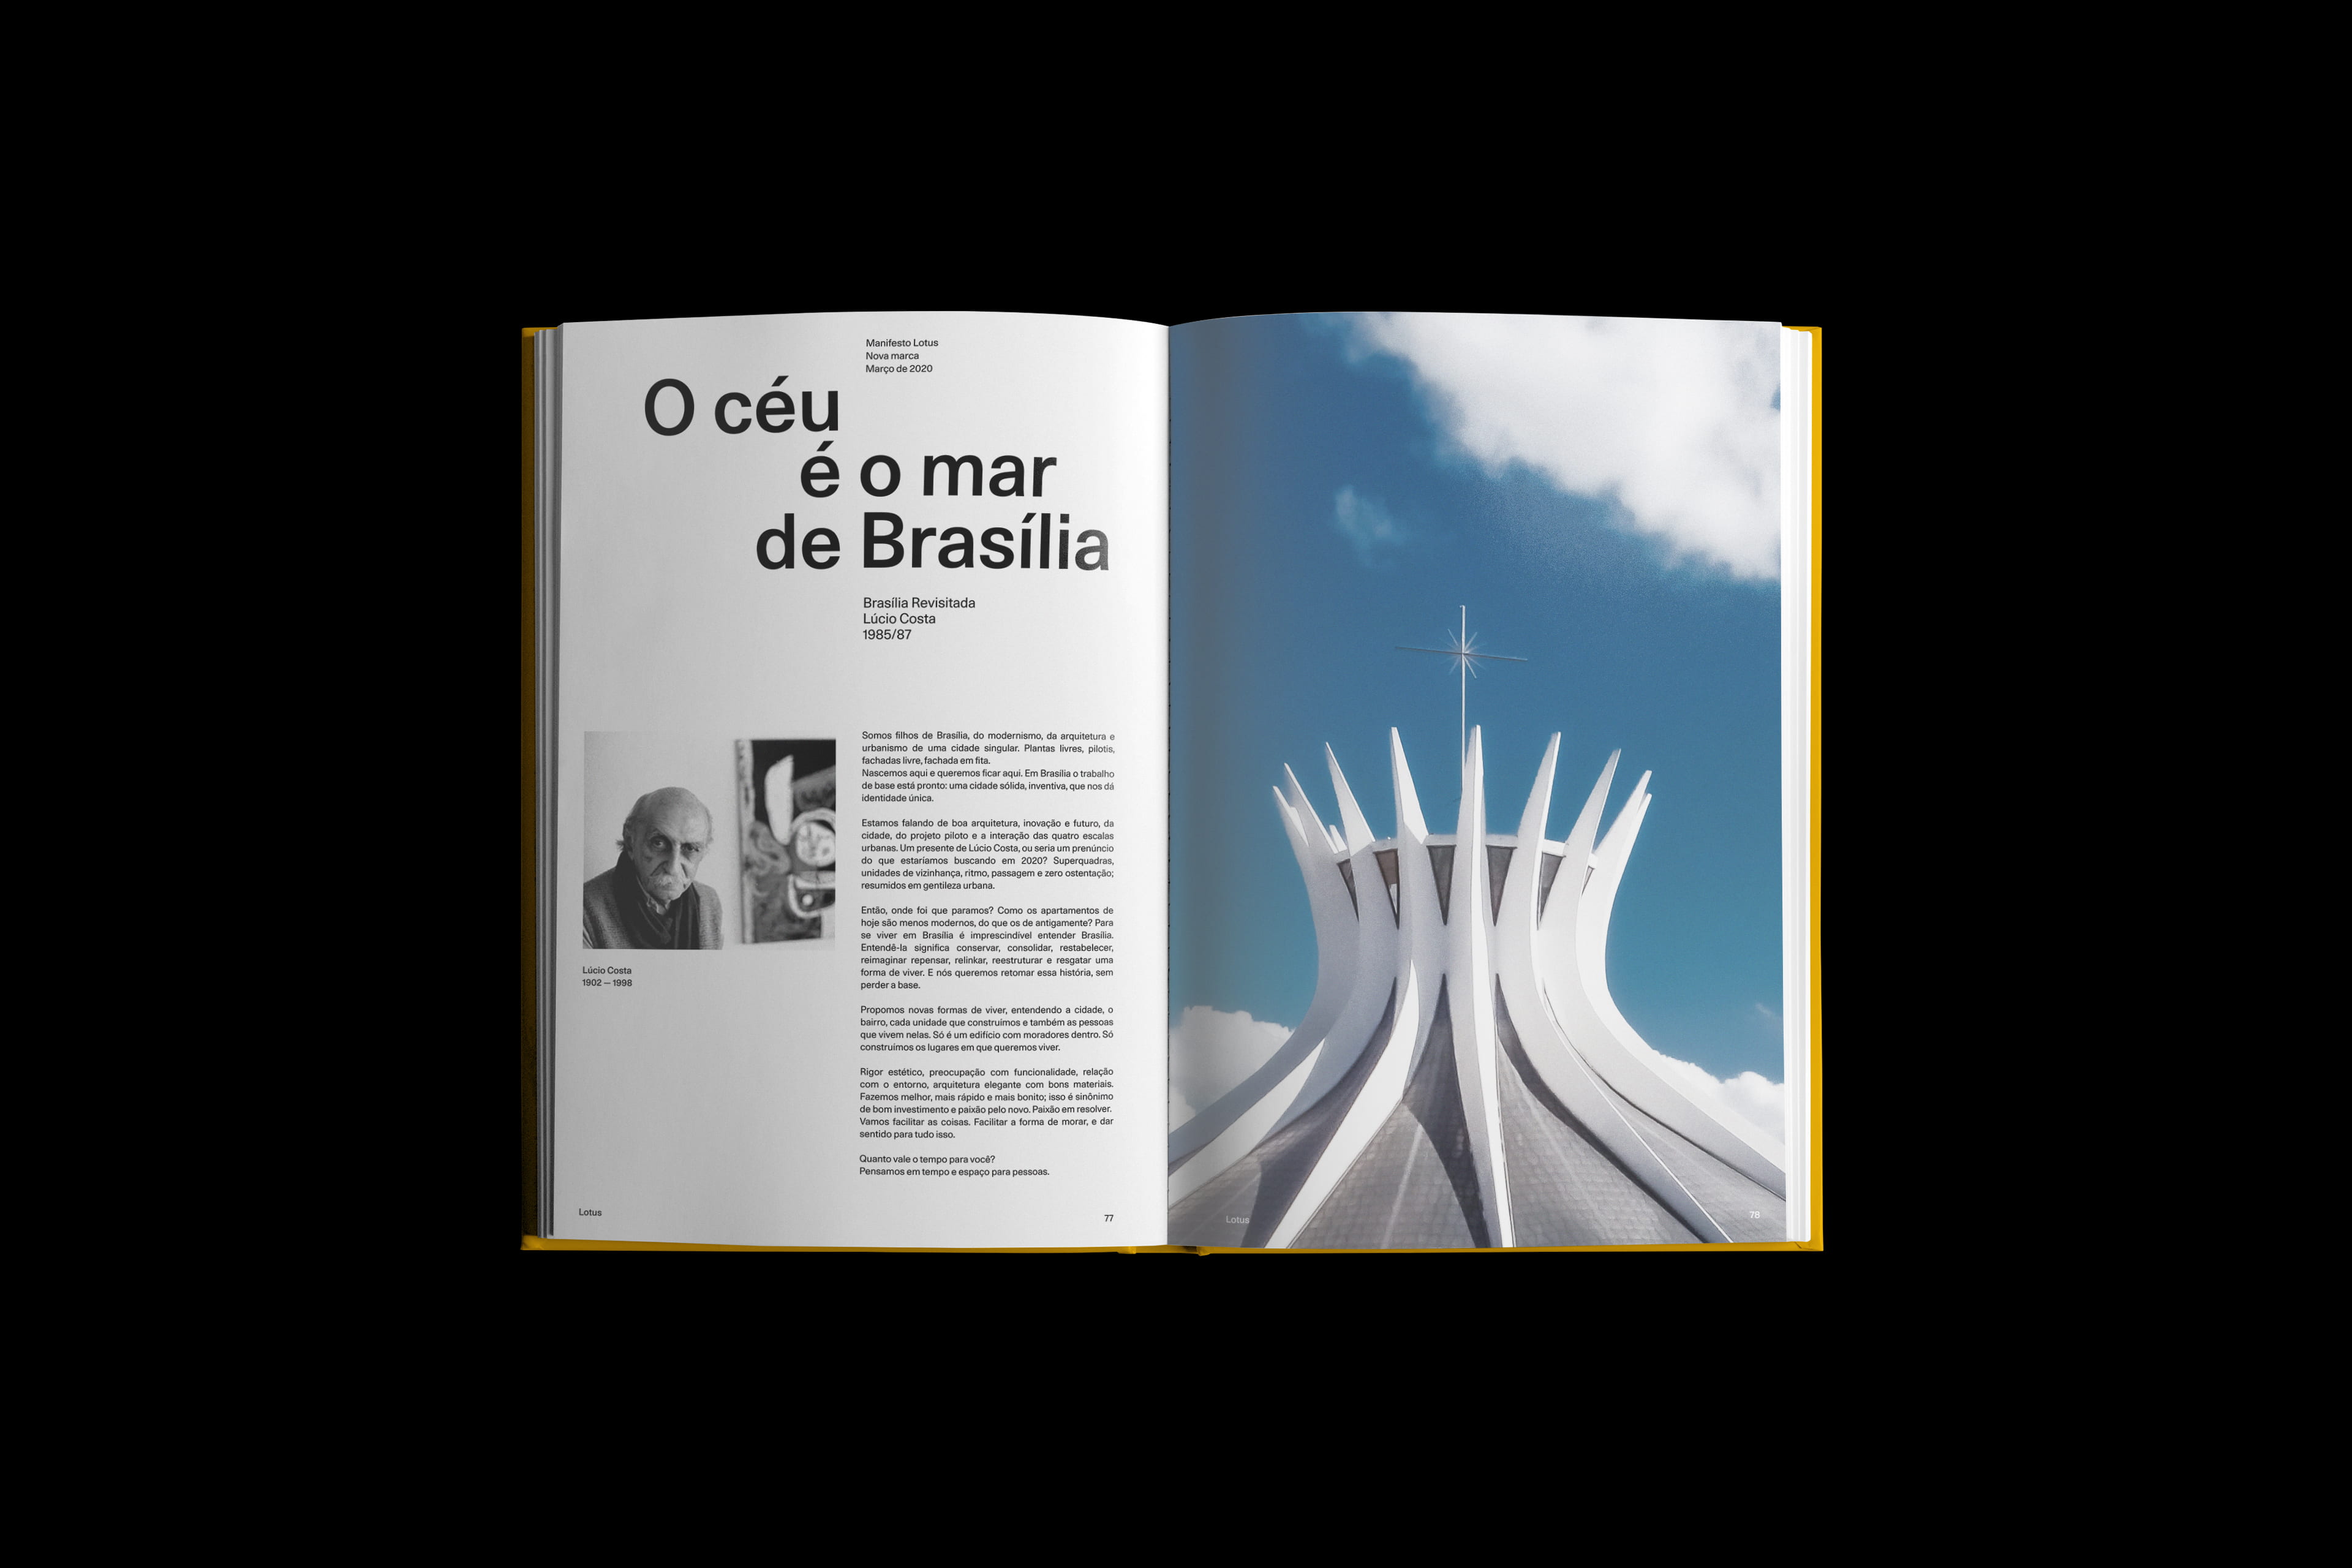 Manifesto Lotus
Nova marca
Março de 2020
O céu
é o mar
de Brasília
Brasília Revisitada
Lúcio Costa
1985/87
Somos filhos de Brasília, do modernismo, da arquitetura e
urbanismo de uma cidade singular. Plantas livres, pilotis,
fachadas livre, fachada em fita.
Nascemos aqui e queremos ficar aqui. Em Brasília o trabalho
de base está pronto: uma cidade sólida, inventiva, que nos dá
identidade única.
Estamos falando de boa arquitetura, inovação e futuro, da
cidade, do projeto piloto e a interação das quatro escalas
urbanas. Um presente de Lúcio Costa, ou seria um prenúncio
do que estaríamos buscando em 2020? Superquadras,
unidades de vizinhança, ritmo, passagem e zero ostentação;
resumidos em gentileza urbana.
Então, onde foi que paramos? Como os apartamentos de
hoje são menos modernos, do que os de antigamente? Para
se viver em Brasília é imprescindível entender Brasília.
Entendê-la significa conservar, consolidar, restabelecer,
reimaginar repensar, relinkar, reestruturar e resgatar uma
forma de viver. E nós queremos retomar essa história, sem
perder a base.
Propomos novas formas de viver, entendendo a cidade, o
bairro, cada unidade que construímos e também as pessoas
que vivem nelas. Só é um edifício com moradores dentro. Só
construímos os lugares em que queremos viver.
Rigor estético, preocupação com funcionalidade, relação
com o entorno, arquitetura elegante com bons materiais.
Fazemos melhor, mais rápido e mais bonito; isso é sinônimo
de bom investimento e paixão pelo novo. Paixão em resolver.
Vamos facilitar as coisas. Facilitar a forma de morar, e dar
sentido para tudo isso.
Quanto vale o tempo para você?
Pensamos em tempo e espaço para pessoas.
Lúcio Costa
1902 — 1998
Lotus
77
Lotus
78